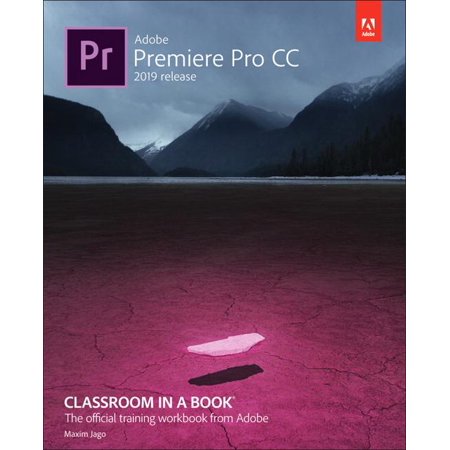 Pr
Adobe
Premiere Pro CC
2019 release
Adobe
CLASSROOM IN A BOOK®
The official training workbook from Adobe
Maxim Jago